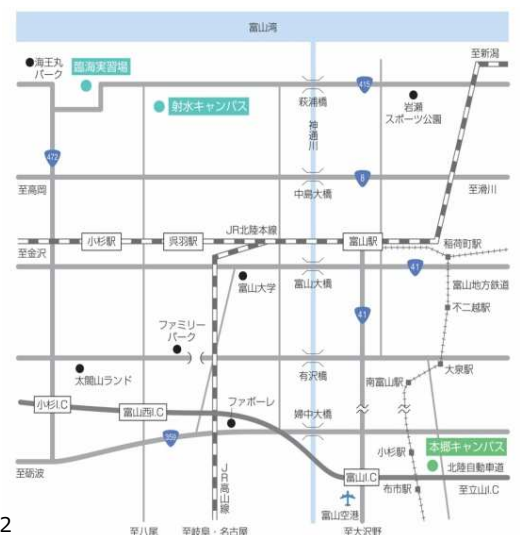 富山湾
海王丸
パーク
臨海実習場
至新潟
415
射水キャンパス
萩浦橋
岩瀬
スポーツ公園
神通川
472
8
至高岡
中島大橋
至滑川
JR北陸本線
小杉駅
呉羽駅
富山駅
稲荷町駅
至金沢
41
富山大学
富山大橋
富山地方鉄道
41
不二越駅
ファミリー
パーク
太閤山ランド
有沢橋
大泉駅
南富山駅
小杉I.C
富山西I.C
ファボーレ
婦中大橋
359
小杉駅
本郷キャンパス
至砺波
JR高山線
富山I.C
北陸自動車道
布市駅
至立山I.C
富山空港
2
至八尾
至岐阜・名古屋
至大沢野